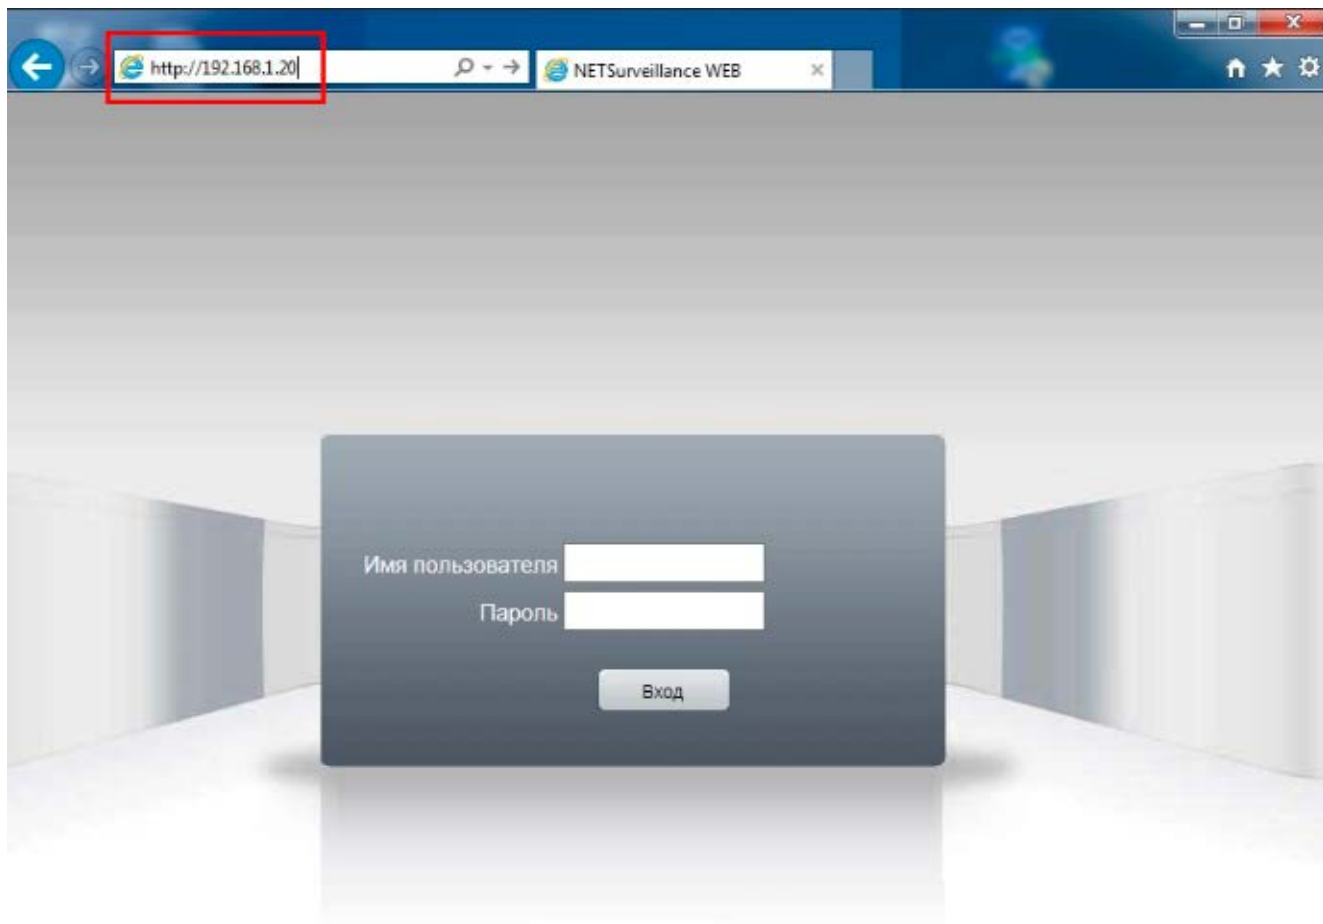 http://192.168.1.20
NETSurveillance WEB
Имя пользователя
Пароль
Вход